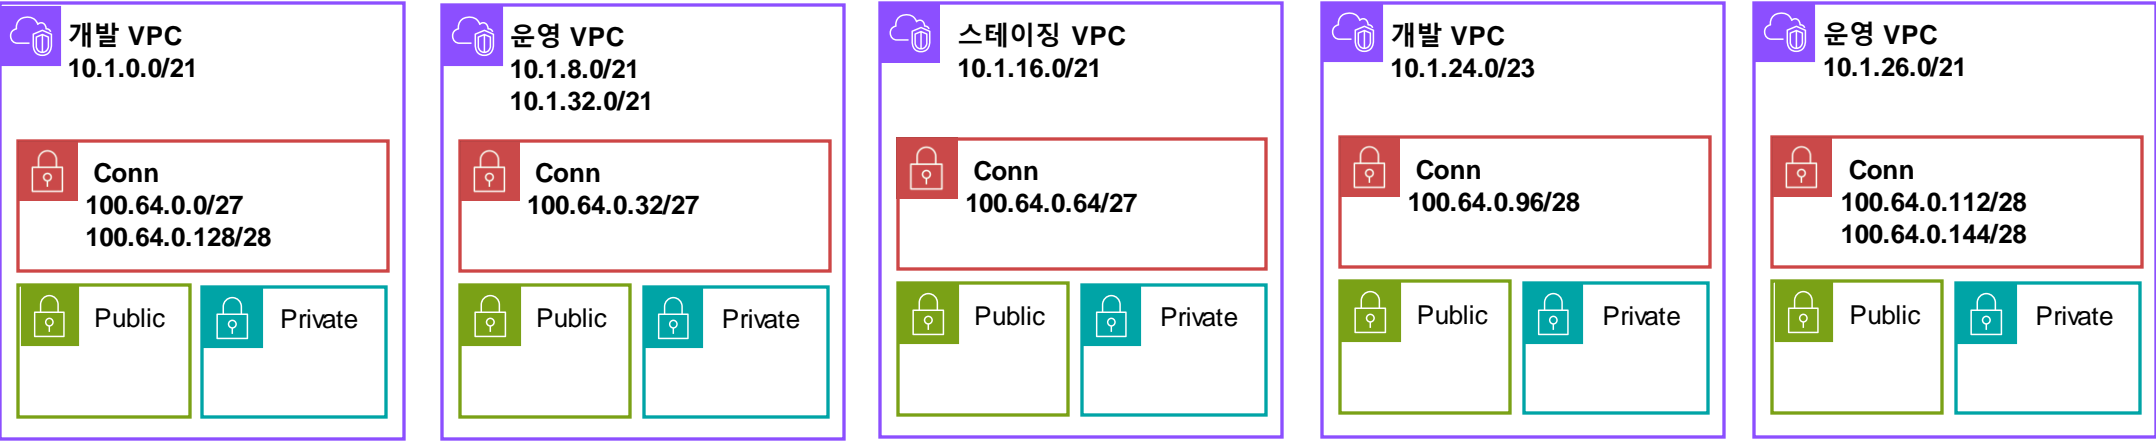 개발 VPC
10.1.0.0/21
Conn
100.64.0.0/27
100.64.0.128/28
Public
Private
운영 VPC
10.1.8.0/21
10.1.32.0/21
Conn
100.64.0.32/27
Public
Private
스테이징 VPC
10.1.16.0/21
Conn
100.64.0.64/27
Public
Private
개발 VPC
10.1.24.0/23
Conn
100.64.0.96/28
Public
Private
운영 VPC
10.1.26.0/21
Conn
100.64.0.112/28
100.64.0.144/28
Public
Private